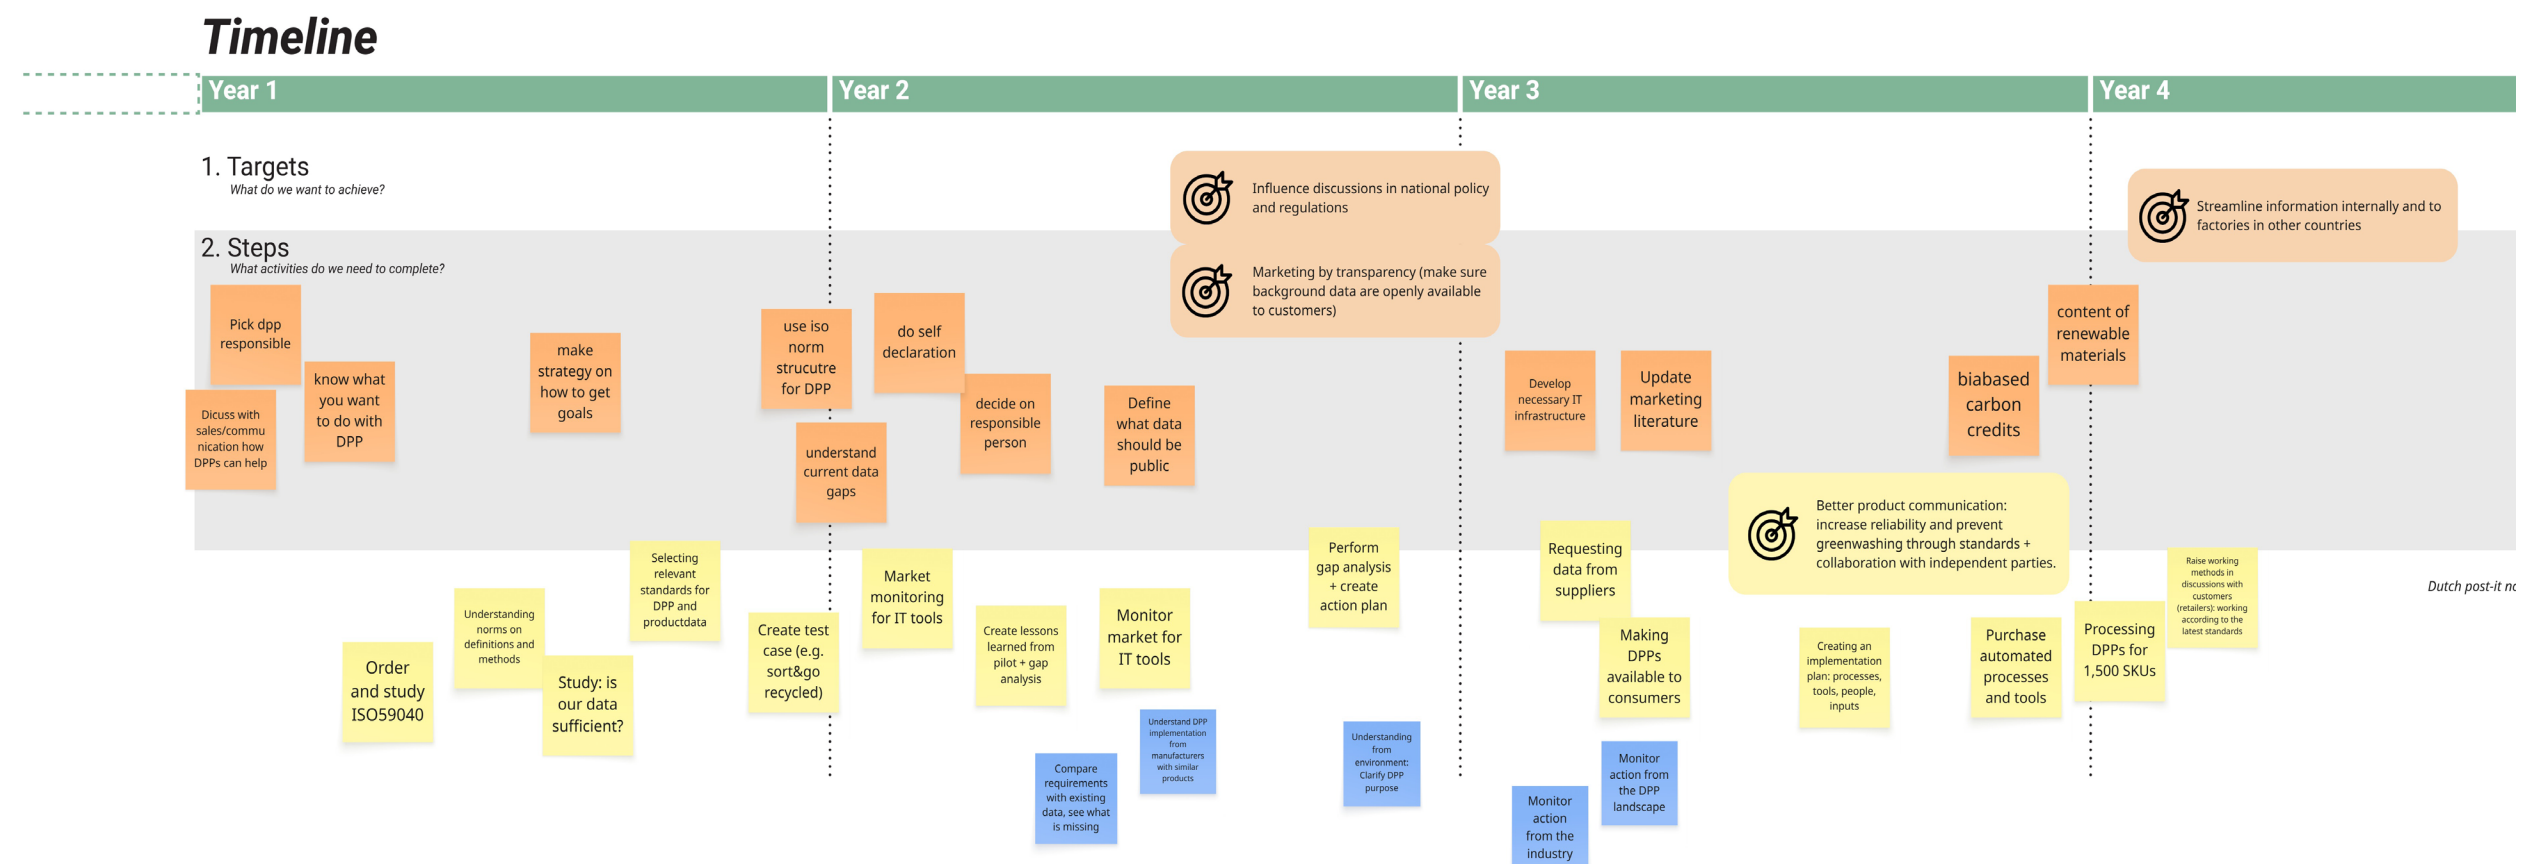 Timeline
Year 1
Year 2
Year 3
Year 4
1. Targets
What do we want to achieve?
Influence discussions in national policy
and regulations
Streamline information internally and to
factories in other countries
2. Steps
What activities do we need to complete?
Marketing by transparency (make sure
background data are openly available
to customers)
Pick dpp
responsible
Dicuss with
sales/commu
nication how
DPPs can help
know what
you want
to do with
DPP
make
strategy on
how to get
goals
use iso
norm
strucutre
for DPP
understand
current data
gaps
do self
declaration
decide on
responsible
person
Define
what data
should be
public
Develop
necessary IT
infrastructure
Update
marketing
literature
biabased
carbon
credits
content of
renewable
materials
Better product communication:
increase reliability and prevent
greenwashing through standards +
collaboration with independent parties.
Order
and study
ISO59040
Understanding
norms on
definitions and
methods
Study: is
our data
sufficient?
Selecting
relevant
standards for
DPP and
productdata
Create test
case (e.g.
sort&go
recycled)
Market
monitoring
for IT tools
Create lessons
learned from
pilot + gap
analysis
Monitor
market for
IT tools
Perform
gap analysis
+ create
action plan
Requesting
data from
suppliers
Making
DPPs
available to
consumers
Creating an
implementation
plan: processes,
tools, people,
inputs
Purchase
automated
processes
and tools
Processing
DPPs for
1,500 SKUs
Raise working
methods in
discussions with
customers
(retailers): working
according to the
latest standards
Dutch post-it
Compare
requirements
with existing
data, see what
is missing
Understand DPP
implementation
from
manufacturers
with similar
products
Understanding
from
environment:
Clarify DPP
purpose
Monitor
action
from the
industry
Monitor
action from
the DPP
landscape